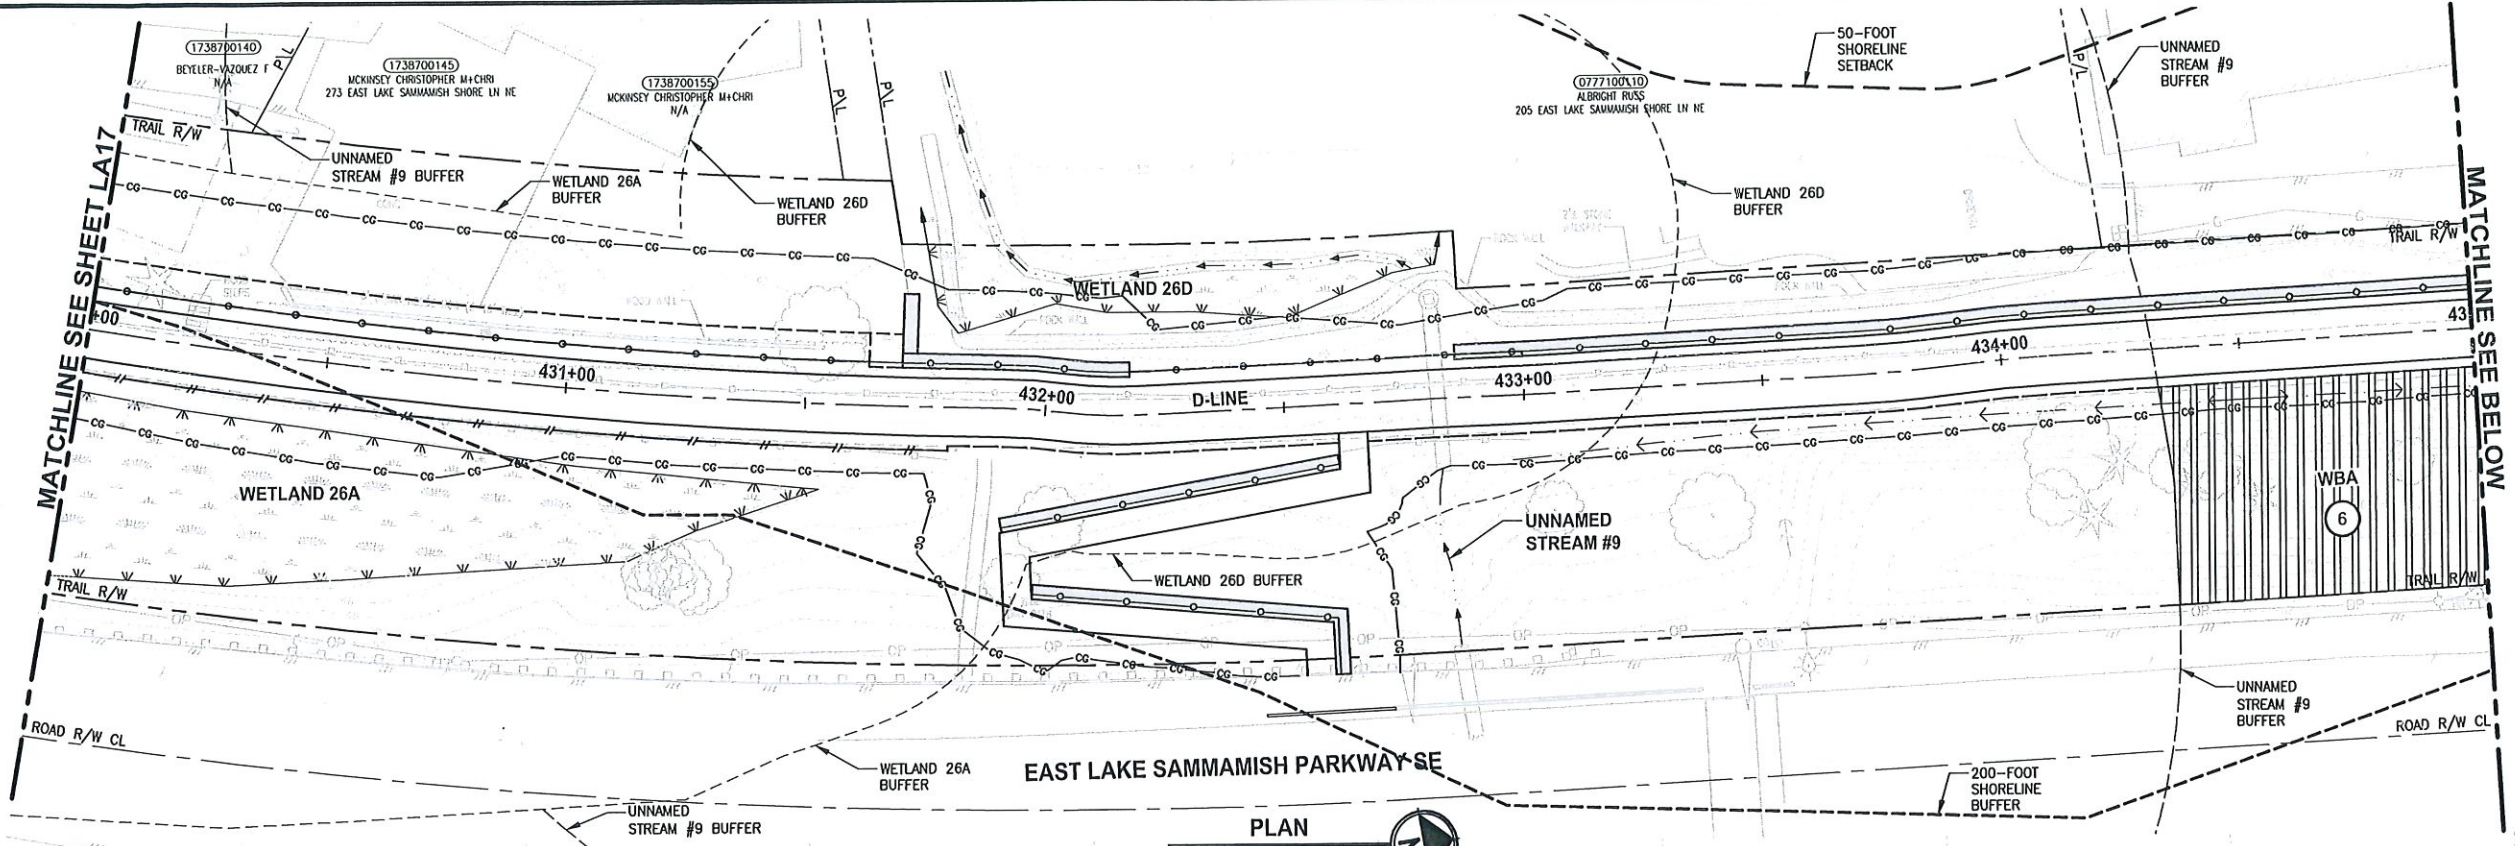 1738700140
BEYELER-VAZQUEZ F
N/A
P\L
1738700145
MCKINSEY CHRISTOPHER M+CHRI
273 EAST LAKE SAMMAMISH SHORE LN NE
1738700155
MCKINSEY CHRISTOPHER M+CHRI
N/A
P\L
P\L
0777100110
ALBRIGHT RUSS
205 EAST LAKE SAMMAMISH SHORE LN NE
50-FOOT
SHORELINE
SETBACK
P/L
UNNAMED
STREAM #9
BUFFER
TRAIL R/W
UNNAMED
STREAM #9 BUFFER
WETLAND 26A
BUFFER
WETLAND 26D
BUFFER
WETLAND 26D
BUFFER
MATCHLINE SEE SHEET LA17
MATCHLINE SEE BELOW
TRAIL R/W
WETLAND 26D
+00
431+00
432+00
D-LINE
433+00
434+00
43
WETLAND 26A
WBA
6
UNNAMED
STREAM #9
WETLAND 26D BUFFER
TRAIL R/W
TRAIL R/W
UNNAMED
STREAM #9
BUFFER
ROAD R/W CL
ROAD R/W CL
WETLAND 26A
BUFFER
EAST LAKE SAMMAMISH PARKWAY SE
200-FOOT
SHORELINE
BUFFER
UNNAMED
STREAM #9 BUFFER
PLAN
N